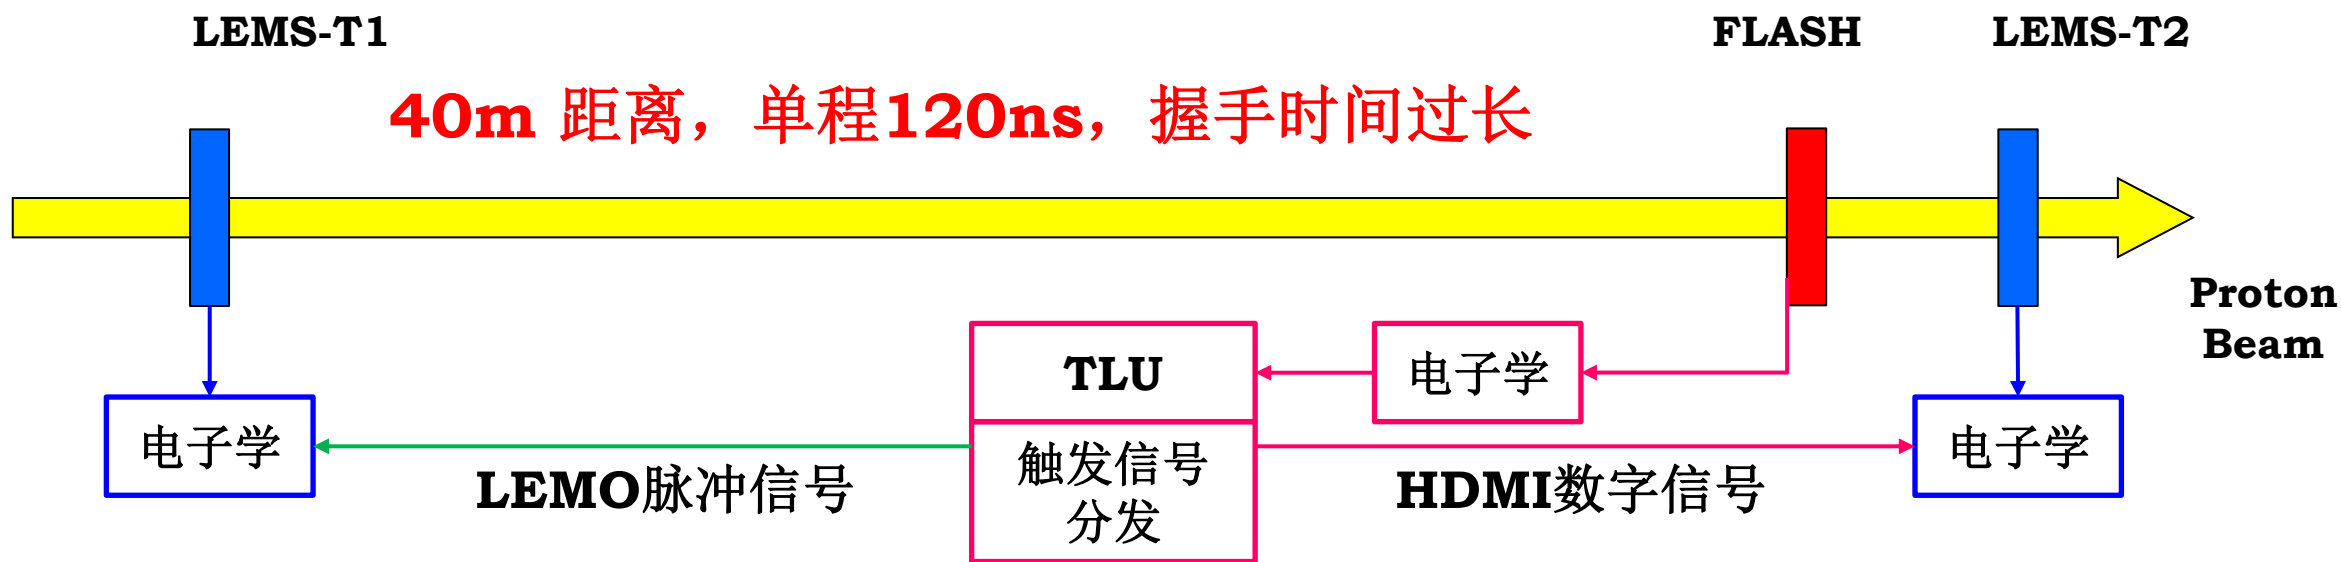 LEMS-T1
FLASH
LEMS-T2
40m 距离，单程120ns，握手时间过长
Proton
Beam
TLU
电子学
电子学
触发信号
分发
电子学
LEMO脉冲信号
HDMI数字信号